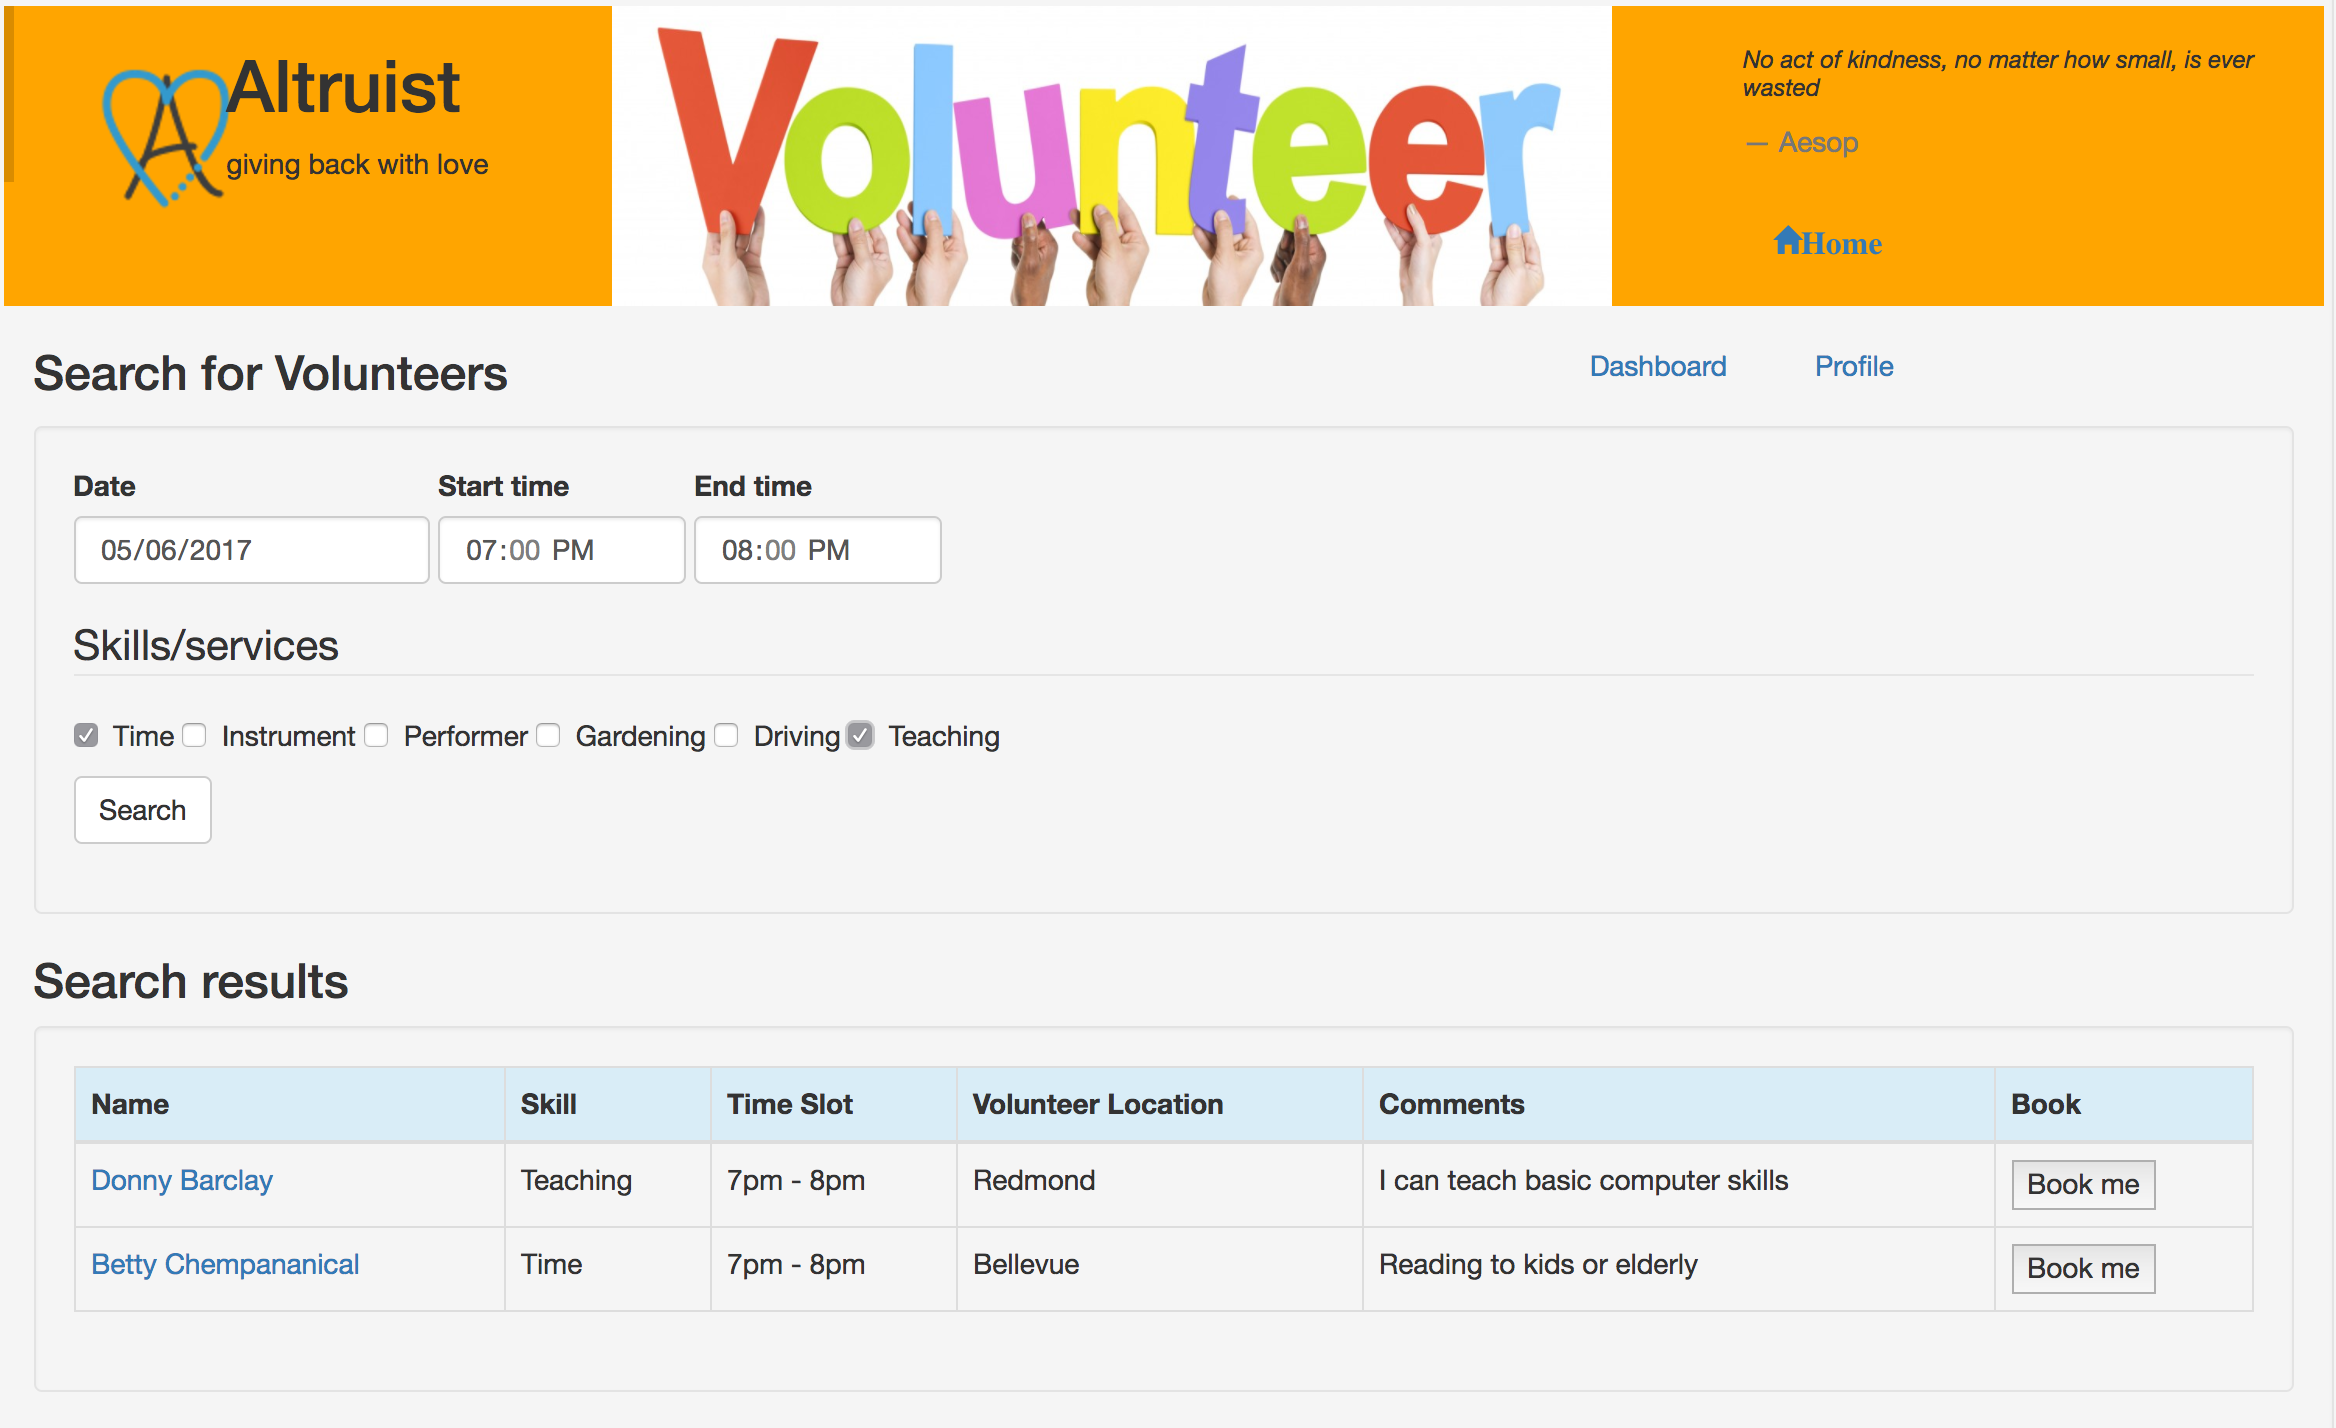 Altruist
giving back with love
Volunteer
No act of kindness, no matter how small, is ever
wasted
— Aesop
Home
Search for Volunteers
Dashboard Profile
Date Start time End time
05/06/2017 07:00 PM 08:00 PM
Skills/services
Time Instrument Performer Gardening Driving Teaching
Search
Search results
Name Skill Time Slot Volunteer Location Comments Book
Donny Barclay Teaching 7pm - 8pm Redmond I can teach basic computer skills Book me
Betty Chempananical Time 7pm - 8pm Bellevue Reading to kids or elderly Book me